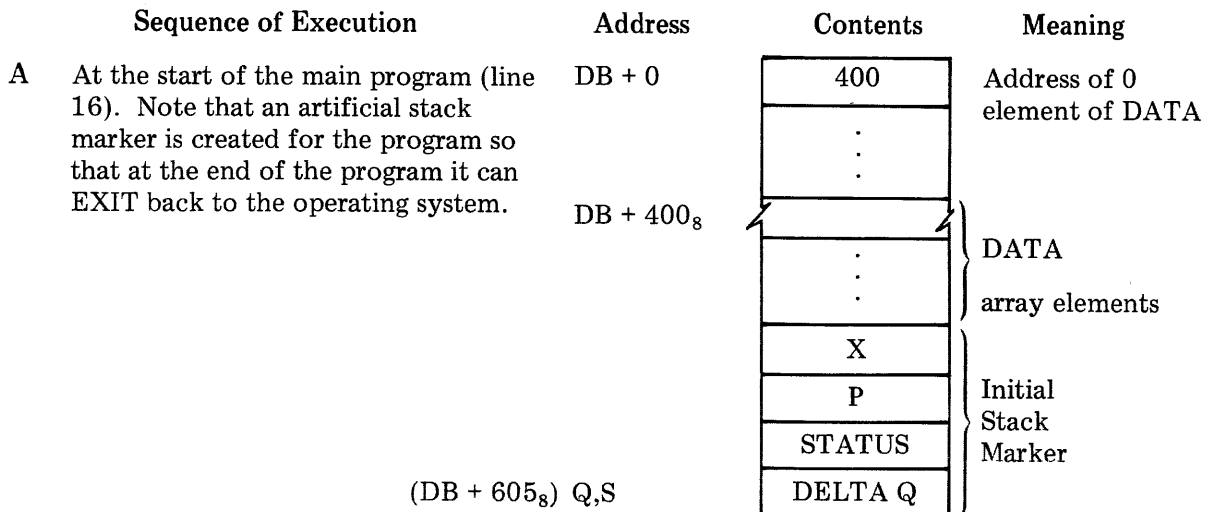 Sequence of Execution Address Contents Meaning
A At the start of the main program (line DB + 0 400 Address of 0
16). Note that an artificial stack element of DATA
marker is created for the program so
that at the end of the program it can
EXIT back to the operating system.
DB + 400₈
DATA
array elements
X
P Initial
Stack
STATUS Marker
(DB + 605₈) Q,S DELTA Q